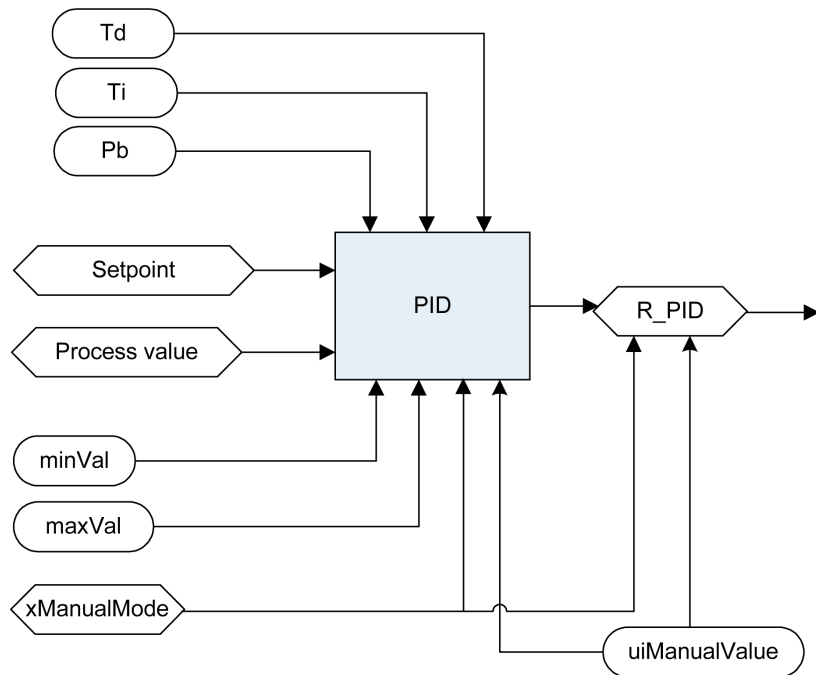 Td
Ti
Pb
Setpoint
PID
R_PID
Process value
minVal
maxVal
xManualMode
uiManualValue